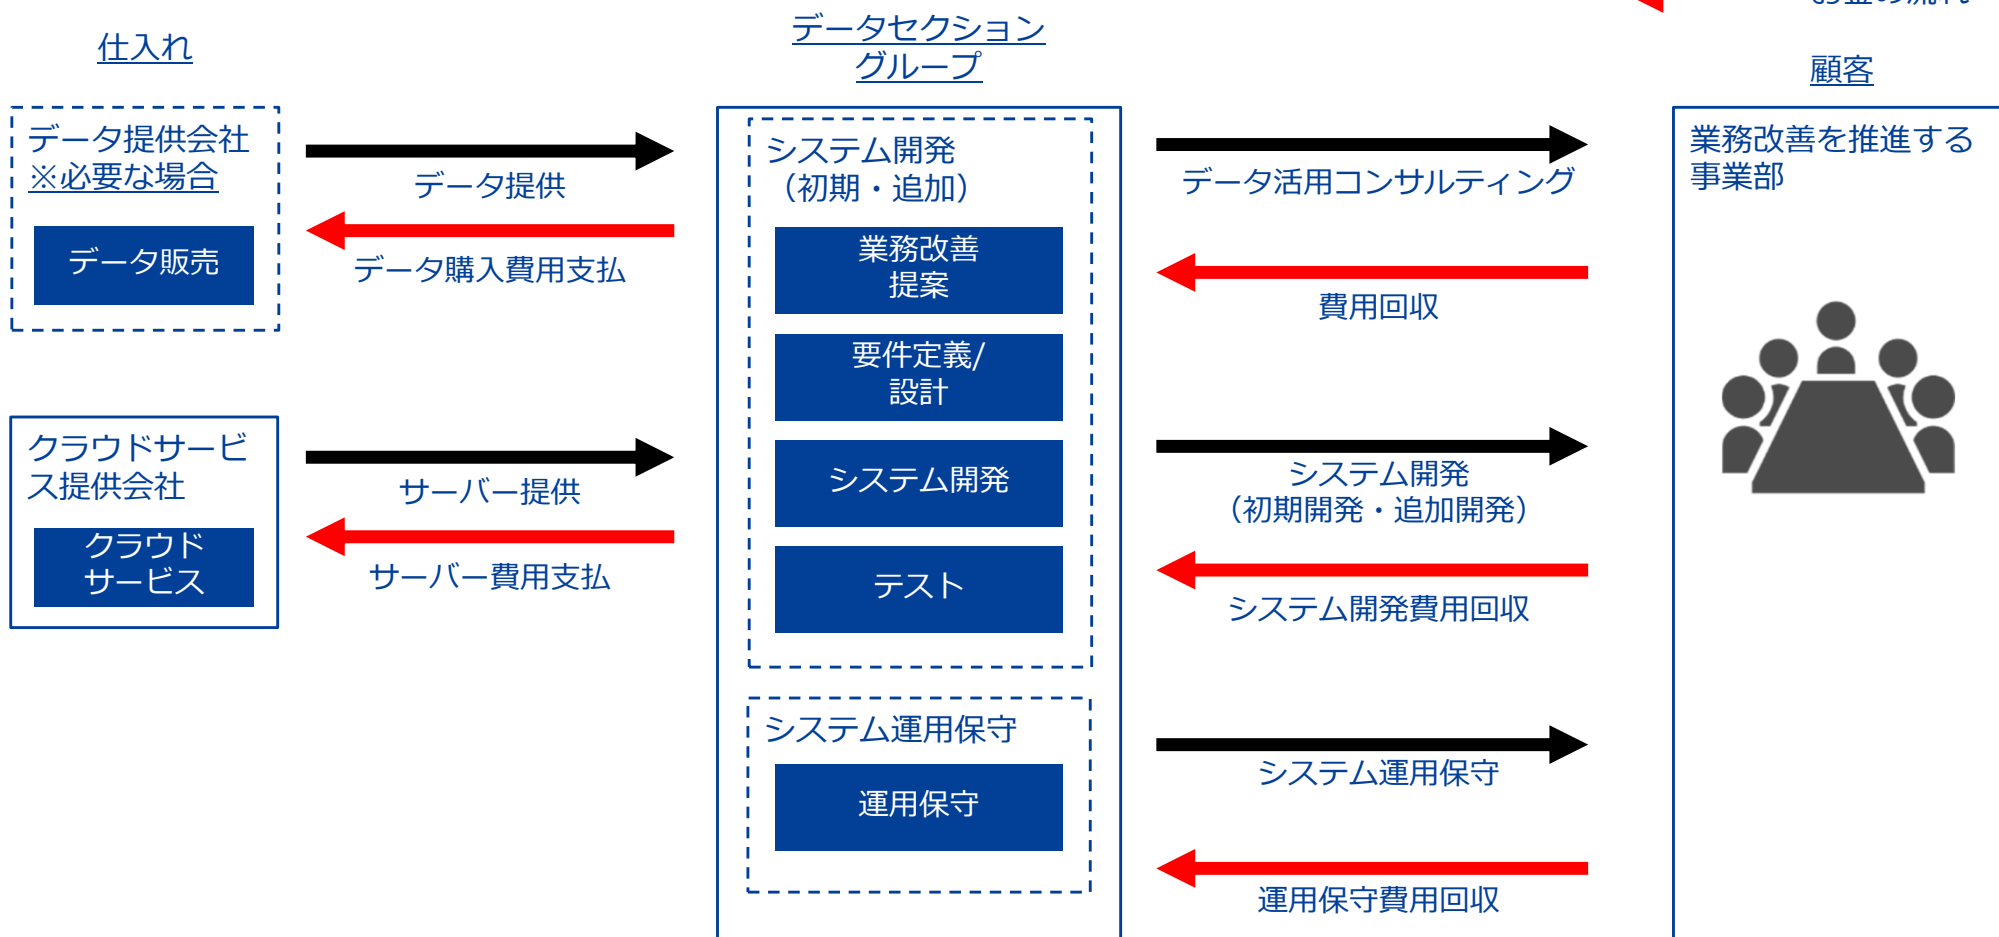 仕入れ
データセクション
グループ
顧客
データ提供会社
※必要な場合
データ販売
データ提供
データ購入費用支払
クラウドサービ
ス提供会社
クラウド
サービス
サーバー提供
サーバー費用支払
システム開発
（初期・追加）
業務改善
提案
要件定義/
設計
システム開発
テスト
システム運用保守
運用保守
データ活用コンサルティング
費用回収
システム開発
（初期開発・追加開発）
システム開発費用回収
システム運用保守
運用保守費用回収
業務改善を推進する
事業部